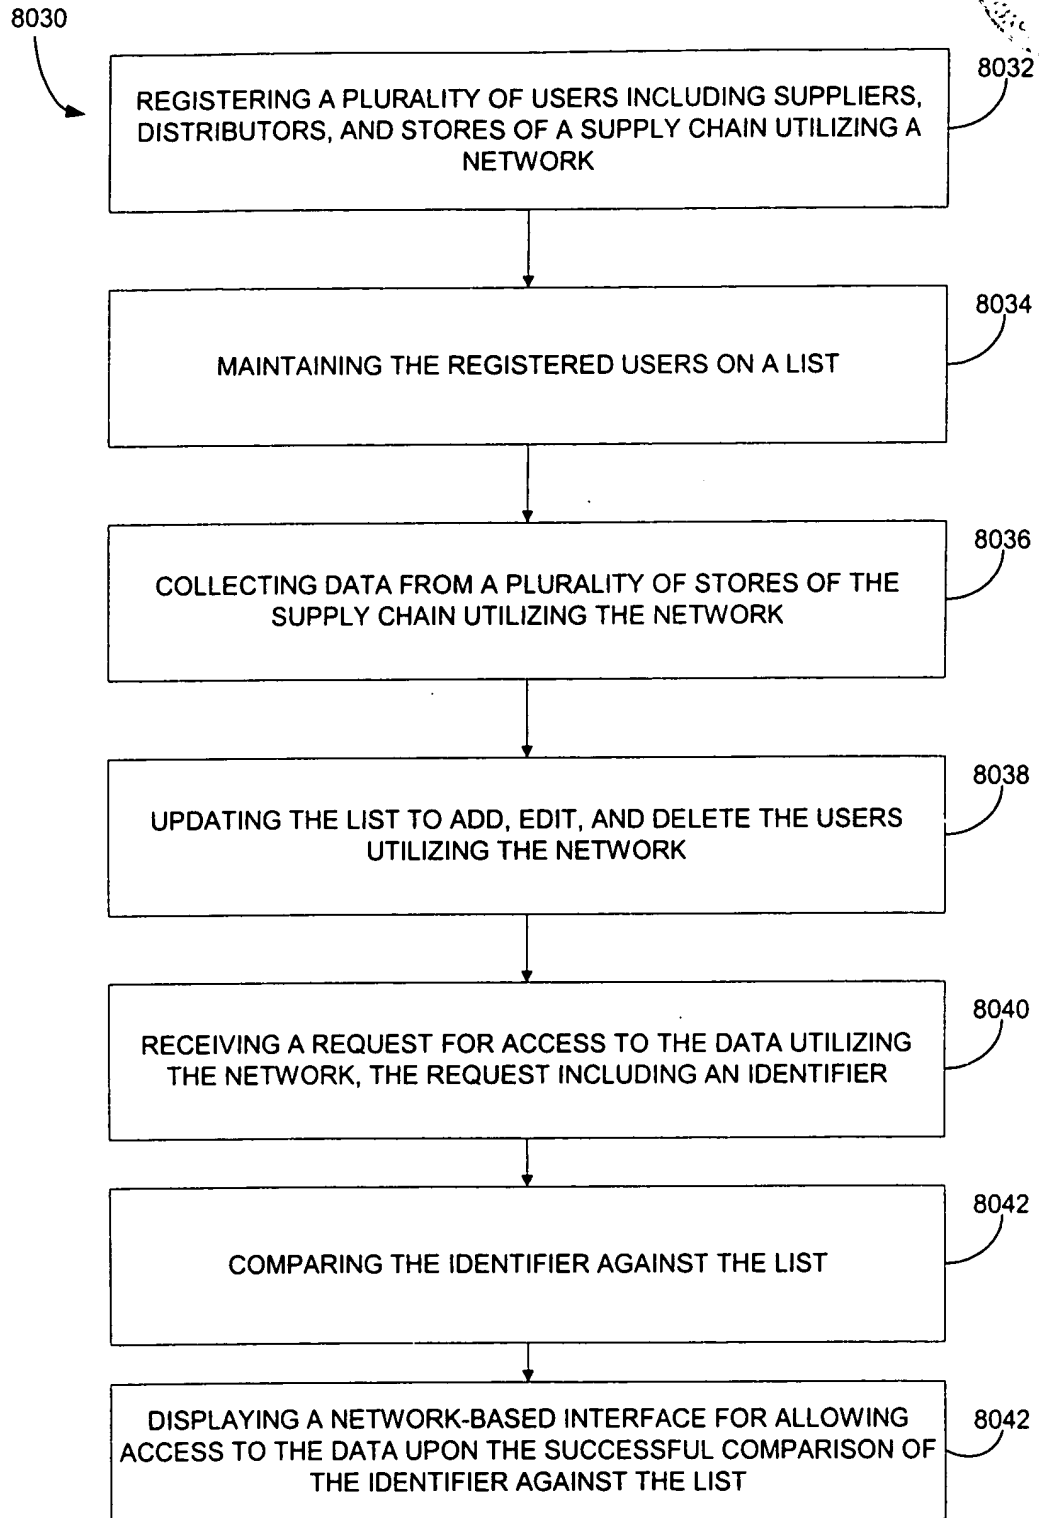 8030
8032
REGISTERING A PLURALITY OF USERS INCLUDING SUPPLIERS,
DISTRIBUTORS, AND STORES OF A SUPPLY CHAIN UTILIZING A
NETWORK
8034
MAINTAINING THE REGISTERED USERS ON A LIST
8036
COLLECTING DATA FROM A PLURALITY OF STORES OF THE
SUPPLY CHAIN UTILIZING THE NETWORK
8038
UPDATING THE LIST TO ADD, EDIT, AND DELETE THE USERS
UTILIZING THE NETWORK
8040
RECEIVING A REQUEST FOR ACCESS TO THE DATA UTILIZING
THE NETWORK, THE REQUEST INCLUDING AN IDENTIFIER
8042
COMPARING THE IDENTIFIER AGAINST THE LIST
8042
DISPLAYING A NETWORK-BASED INTERFACE FOR ALLOWING
ACCESS TO THE DATA UPON THE SUCCESSFUL COMPARISON OF
THE IDENTIFIER AGAINST THE LIST